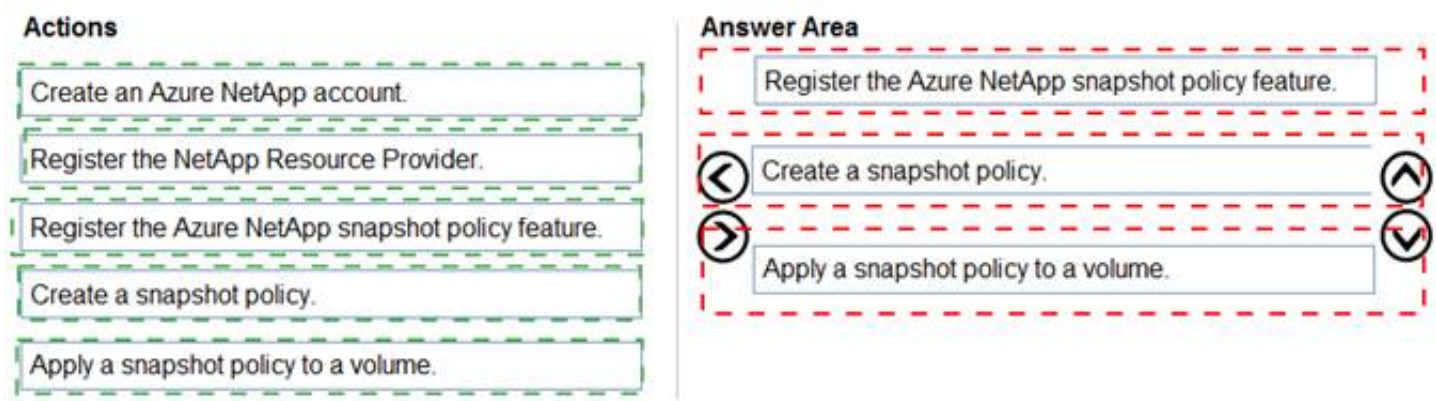 Actions
Create an Azure NetApp account.
Register the NetApp Resource Provider.
Register the Azure NetApp snapshot policy feature.
Create a snapshot policy.
Apply a snapshot policy to a volume.
Answer Area
Register the Azure NetApp snapshot policy feature.
Create a snapshot policy.
Apply a snapshot policy to a volume.